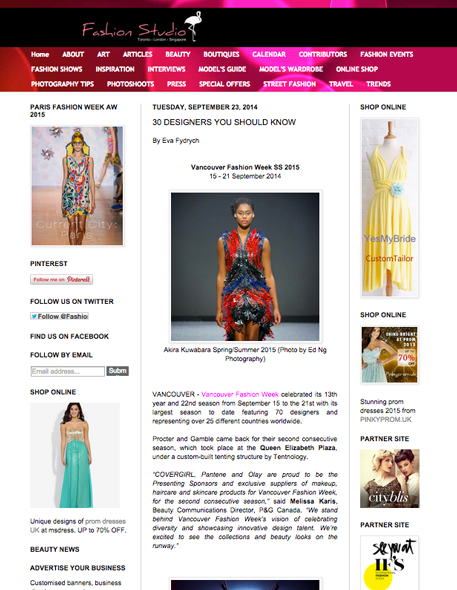 Fashion Studio
Toronto - London - Singapore
Home ABOUT ART ARTICLES BEAUTY BOUTIQUES CALENDAR CONTRIBUTORS FASHION EVENTS
FASHION SHOWS INSPIRATION INTERVIEWS MODEL'S GUIDE MODEL'S WARDROBE ONLINE SHOP
PHOTOGRAPHY TIPS PHOTOSHOOTS PRESS SPECIAL OFFERS STREET FASHION TRAVEL TRENDS
PARIS FASHION WEEK AW
2015
Current City:
Paris
PINTEREST
Follow me on Pinterest
FOLLOW US ON TWITTER
Follow @Fashio
FIND US ON FACEBOOK
FOLLOW BY EMAIL
Email address... Subm
SHOP ONLINE
Unique designs of prom dresses
UK at msdress. UP to 70% OFF.
BEAUTY NEWS
ADVERTISE YOUR BUSINESS
Customised banners, business
TUESDAY, SEPTEMBER 23, 2014
30 DESIGNERS YOU SHOULD KNOW
By Eva Fydrych
Vancouver Fashion Week SS 2015
15 - 21 September 2014
Akira Kuwabara Spring/Summer 2015 (Photo by Ed Ng
Photography)
VANCOUVER - Vancouver Fashion Week celebrated its 13th
year and 22nd season from September 15 to the 21st with its
largest season to date featuring 70 designers and
representing over 25 different countries worldwide.
Procter and Gamble came back for their second consecutive
season, which took place at the Queen Elizabeth Plaza,
under a custom-built tenting structure by Tentnology.
"COVERGIRL, Pantene and Olay are proud to be the
Presenting Sponsors and exclusive suppliers of makeup,
haircare and skincare products for Vancouver Fashion Week,
for the second consecutive season," said Melissa Karis,
Beauty Communications Director, P&G Canada. "We stand
behind Vancouver Fashion Week's vision of celebrating
diversity and showcasing innovative design talent. We're
excited to see the collections and beauty looks on the
runway."
SHOP ONLINE
YesMyBride
CustomTailor
SHOP ONLINE
SHINE BRIGHT
AT PROM
2015
UP TO
70%
OFF
Stunning prom
dresses 2015 from
PINKYPROM.UK
PARTNER SITE
citybliss
PARTNER SITE
see you at
IFS